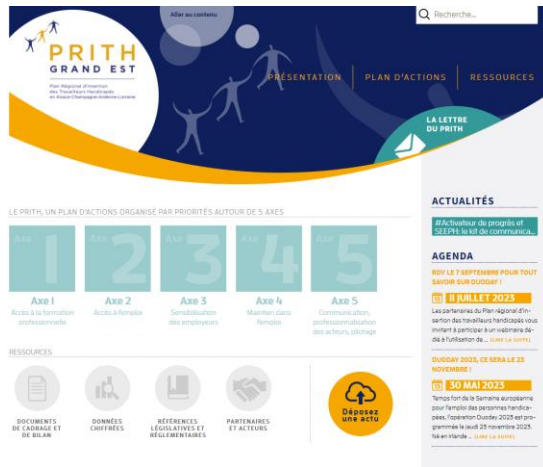 Aller au contenu
Recherche...
PRITH
GRAND EST
Plan Régional d'Insertion
des Travailleurs Handicapés
en Alsace-Champagne-Ardenne-Lorraine
PRÉSENTATION
PLAN D'ACTIONS
RESSOURCES
LA LETTRE
DU PRITH
LE PRITH, UN PLAN D'ACTIONS ORGANISÉ PAR PRIORITÉS AUTOUR DE 5 AXES
Axe 1
Axe 2
Axe 3
Axe 4
Axe 5
Axe 1
Accès à la formation
professionnelle
Axe 2
Accès à l'emploi
Axe 3
Sensibilisation
des employeurs
Axe 4
Maintien dans
l'emploi
Axe 5
Communication,
professionnalisation
des acteurs, pilotage
RESSOURCES
DOCUMENTS
DE CADRAGE ET
DE BILAN
DONNÉES
CHIFFRÉES
RÉFÉRENCES
LÉGISLATIVES ET
RÉGLEMENTAIRES
PARTENAIRES
ET ACTEURS
Déposez
une actu
ACTUALITÉS
#Activateur de progrès et
SEEPH: le kit de communica...
AGENDA
RDV LE 7 SEPTEMBRE POUR TOUT
SAVOIR SUR DUODAY !
11 JUILLET 2023
Les partenaires du Plan régional d'in-
sertion des travailleurs handicapés vous
invitent à participer à un webinaire dé-
dié à l'utilisation de ... (LIRE LA SUITE)
DUODAY 2023, CE SERA LE 23
NOVEMBRE !
30 MAI 2023
Temps fort de la Semaine européenne
pour l'emploi des personnes handica-
pées, l'opération Duoday 2023 est pro-
grammée le jeudi 23 novembre 2023.
Né en Irlande ... (LIRE LA SUITE)